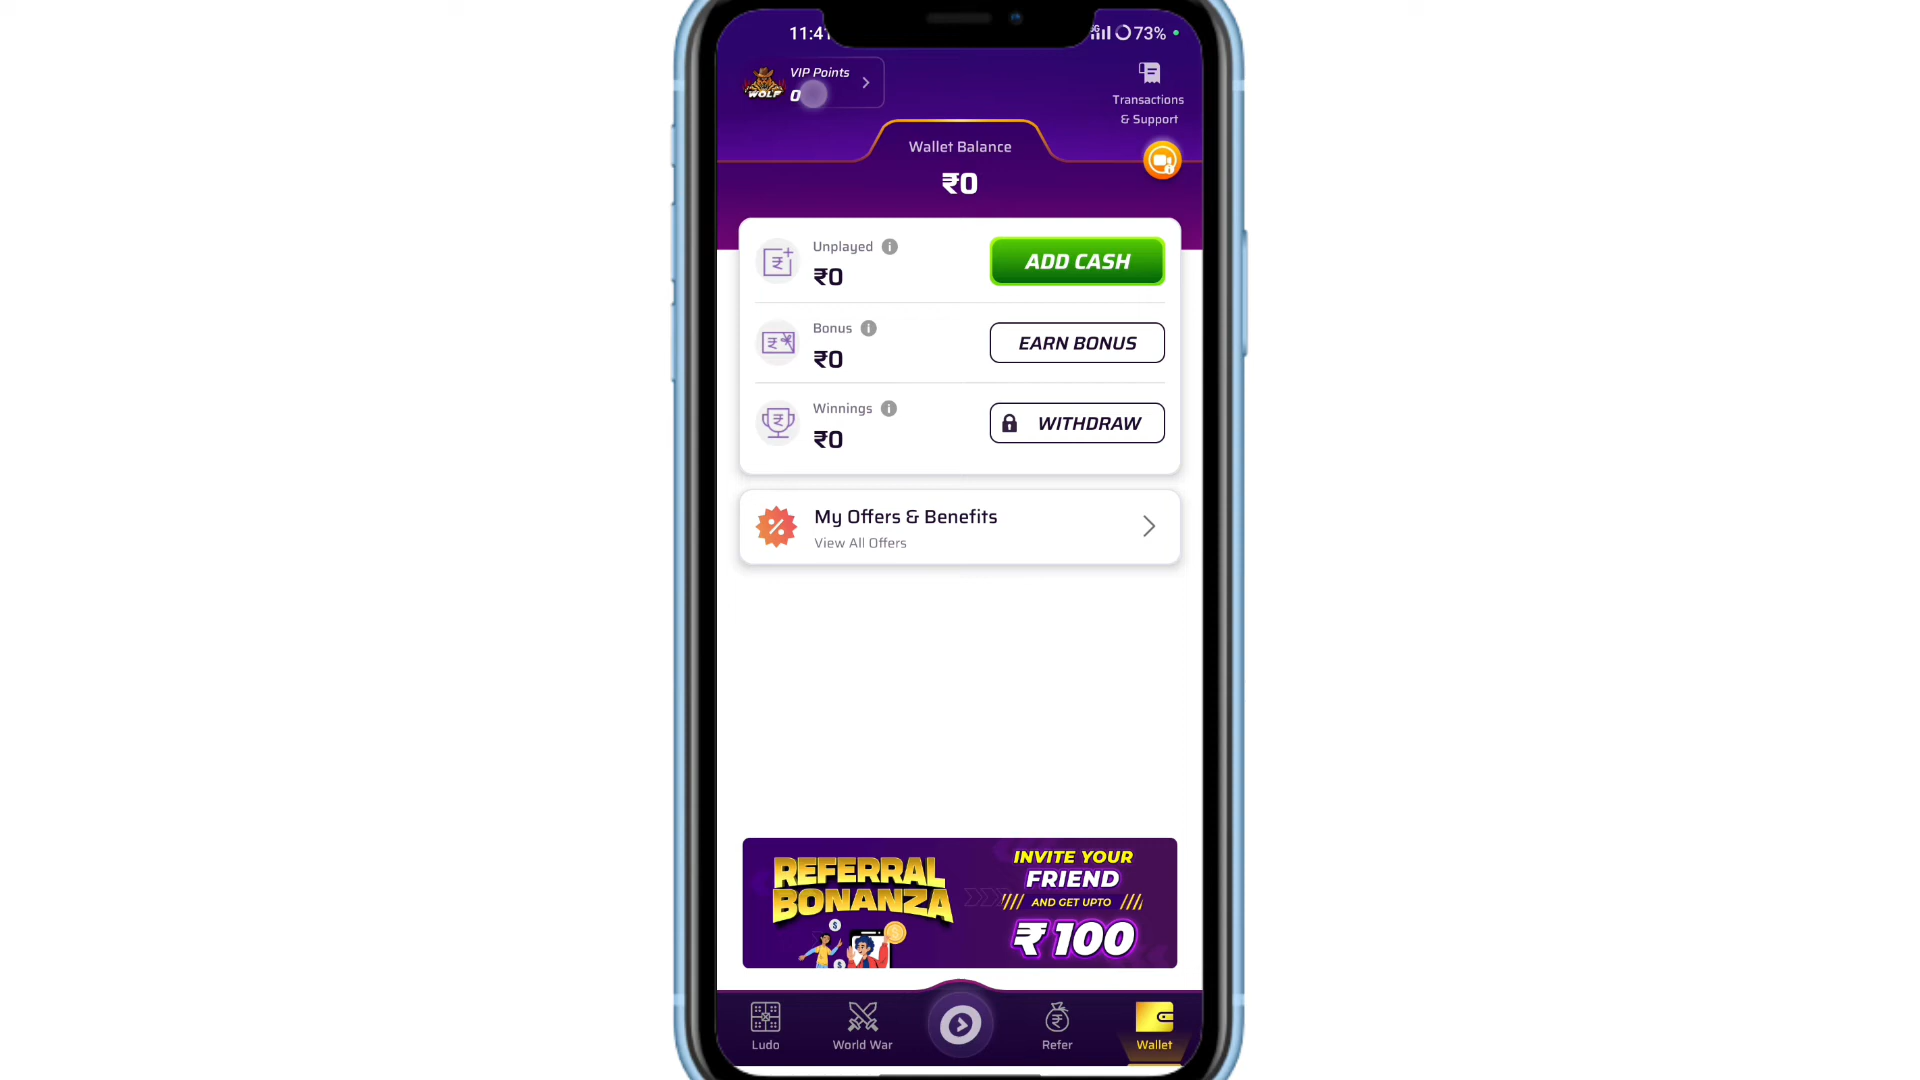 11:41
73%
VIP Points
WOLF
0
Transactions
& Support
Wallet Balance
₹0
Unplayed
₹0
ADD CASH
Bonus
₹0
EARN BONUS
Winnings
₹0
WITHDRAW
My Offers & Benefits
View All Offers
REFERRAL
BONANZA
INVITE YOUR
FRIEND
AND GET UPTO
₹100
Ludo
World War
Refer
Wallet